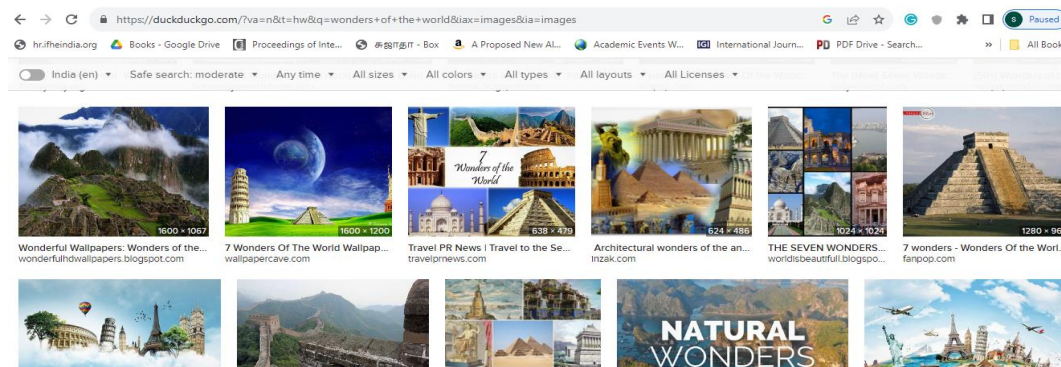 https://duckduckgo.com/?va=n&t=hw&q=wonders+of+the+world&iax=images&ia=images
S Paused
hr.ifheindia.org Books - Google Drive Proceedings of Inte... - Box a A Proposed New Al... Academic Events W... IGI International Journ... PD PDF Drive - Search... » All Book
India (en) Safe search: moderate Any time All sizes All colors All types All layouts All Licenses
7
Wonders of the
World
1600 × 1067 1600 × 1200 638 × 479 624 × 486 1024 × 1024 1280 × 96
Wonderful Wallpapers: Wonders of the... 7 Wonders Of The World Wallpap... Travel PR News | Travel to the Se... Architectural wonders of the an... THE SEVEN WONDERS... 7 wonders - Wonders Of the Worl.
wonderfulhdwallpapers.blogspot.com wallpapercave.com travelprnews.com inzak.com worldisbeautifull.blogspo... fanpop.com
NATURAL
WONDERS